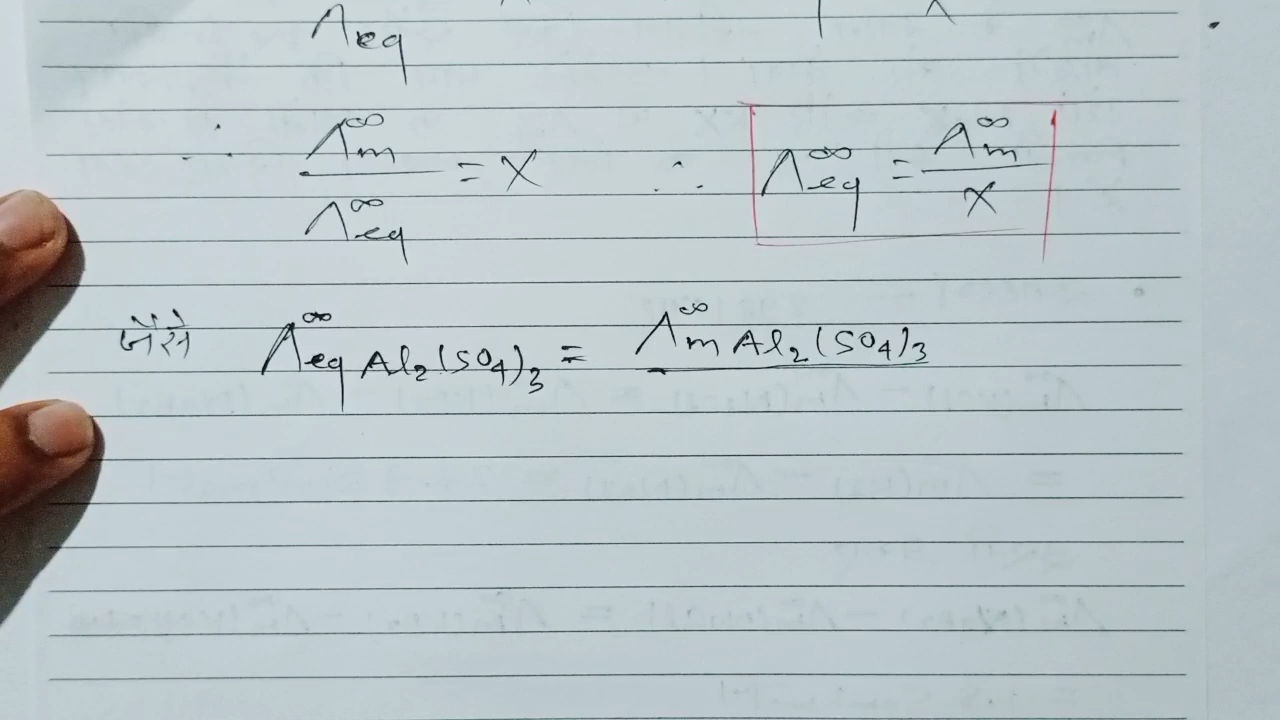 Λeq x
∴ Λ∞m / Λ∞eq = x ∴ Λ∞eq = Λ∞m / x
जैसे Λ∞eq Al₂(SO₄)₃ = Λ∞m Al₂(SO₄)₃